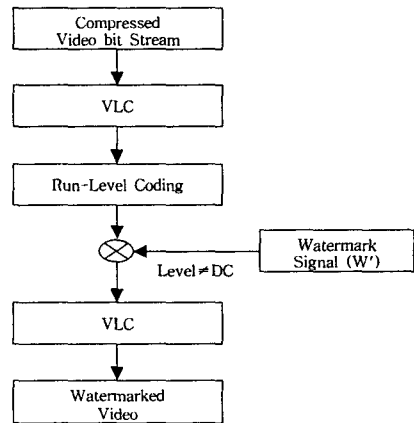 Compressed
Video bit Stream
VLC
Run-Level Coding
Watermark
Signal (W')
Level≠DC
VLC
Watermarked
Video